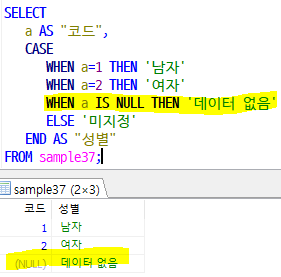 SELECT
a AS "코드",
CASE
WHEN a=1 THEN '남자'
WHEN a=2 THEN '여자'
WHEN a IS NULL THEN '데이터 없음'
ELSE '미지정'
END AS "성별"
FROM sample37;
sample37 (2×3)
코드 성별
1 남자
2 여자
(NULL) 데이터 없음